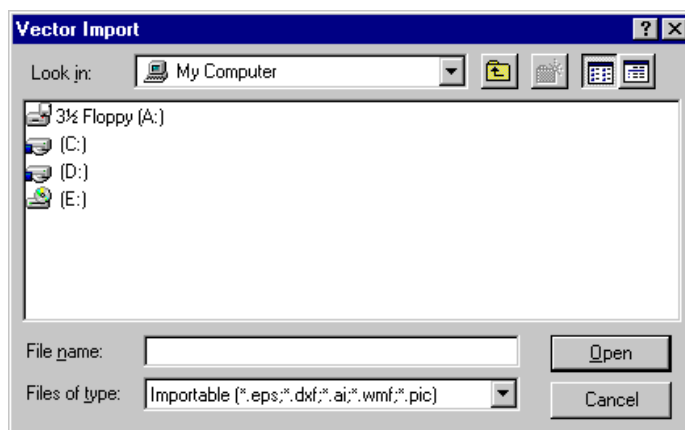 Vector Import
Look in: My Computer
3½ Floppy (A:)
(C:)
(D:)
(E:)
File name: Open
Files of type: Importable (*.eps;*.dxf;*.ai;*.wmf;*.pic) Cancel